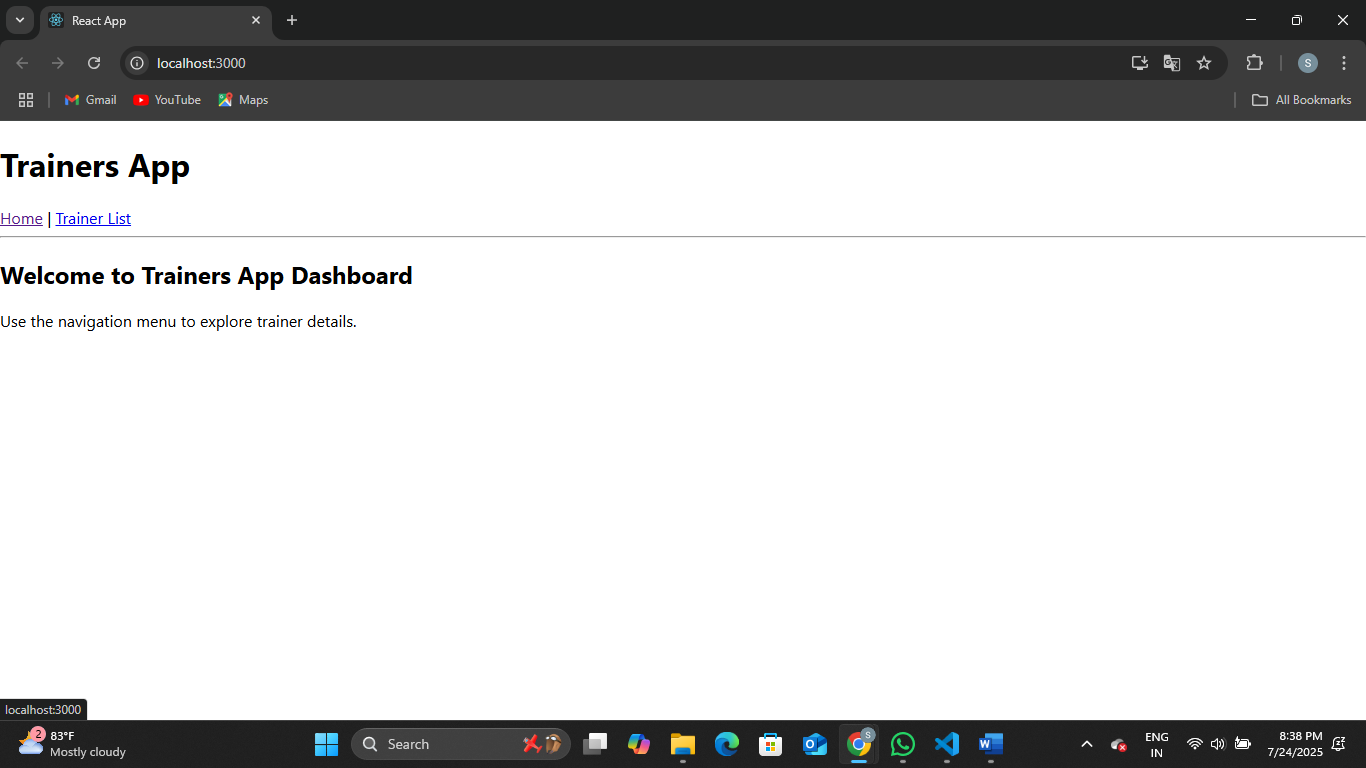 React App
localhost:3000
S
Gmail
YouTube
Maps
All Bookmarks
Trainers App
Home | Trainer List
Welcome to Trainers App Dashboard
Use the navigation menu to explore trainer details.
localhost:3000
2
83°F
Mostly cloudy
Search
S
ENG
IN
8:38 PM
7/24/2025